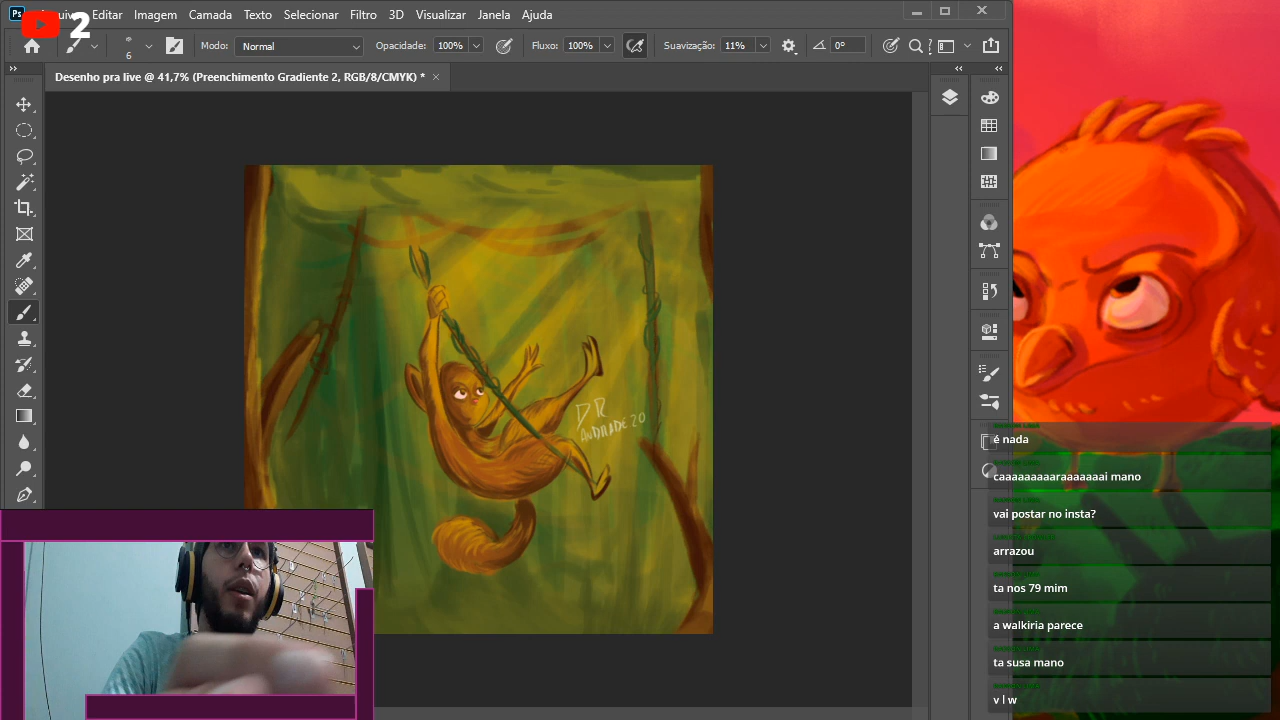 Ps Editar Imagem Camada Texto Selecionar Filtro 3D Visualizar Janela Ajuda
2
6 Modo: Normal Opacidade: 100% Fluxo: 100% Suavização: 11% 0°
Desenho pra live @ 41,7% (Preenchimento Gradiente 2, RGB/8/CMYK) *
DR
ANDRADE 20
é nada
caaaaaaaaaraaaaaaai mano
vai postar no insta?
arrazou
ta nos 79 mim
a walkiria parece
ta susa mano
v l w